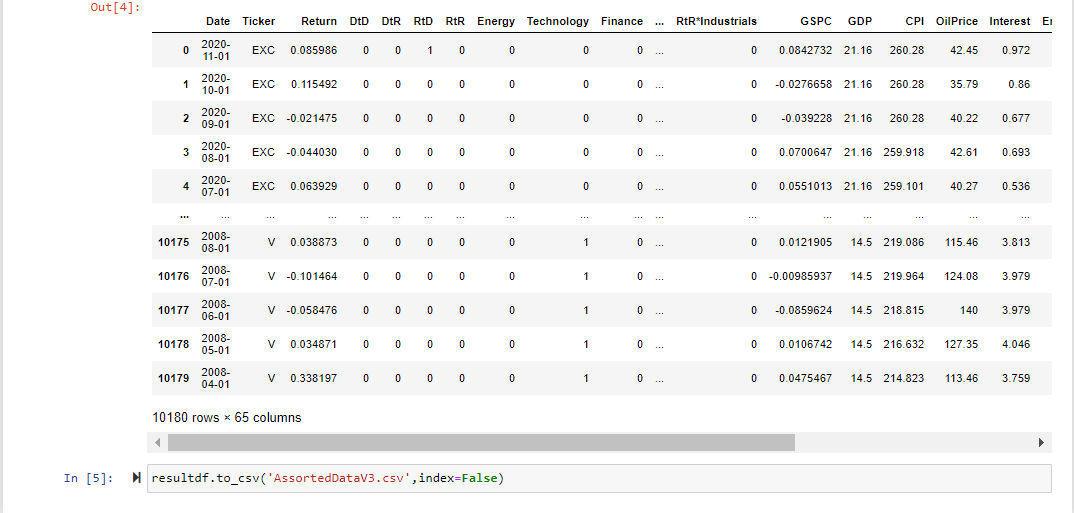 Out[4]:
Date Ticker Return DtD DtR RtD RtR Energy Technology Finance ... RtR*Industrials GSPC GDP CPI OilPrice Interest
0 2020-11-01 EXC 0.085986 0 0 1 0 0 0 0 ... 0 0.0842732 21.16 260.28 42.45 0.972
1 2020-10-01 EXC 0.115492 0 0 0 0 0 0 0 ... 0 -0.0276658 21.16 260.28 35.79 0.86
2 2020-09-01 EXC -0.021475 0 0 0 0 0 0 0 ... 0 -0.039228 21.16 260.28 40.22 0.677
3 2020-08-01 EXC -0.044030 0 0 0 0 0 0 0 ... 0 0.0700647 21.16 259.918 42.61 0.693
4 2020-07-01 EXC 0.063929 0 0 0 0 0 0 0 ... 0 0.0551013 21.16 259.101 40.27 0.536
... ... ... ... ... ... ... ... ... ... ... ... ... ... ... ... ... ...
10175 2008-08-01 V 0.038873 0 0 0 0 0 1 0 ... 0 0.0121905 14.5 219.086 115.46 3.813
10176 2008-07-01 V -0.101464 0 0 0 0 0 1 0 ... 0 -0.00985937 14.5 219.964 124.08 3.979
10177 2008-06-01 V -0.058476 0 0 0 0 0 1 0 ... 0 -0.0859624 14.5 218.815 140 3.979
10178 2008-05-01 V 0.034871 0 0 0 0 0 1 0 ... 0 0.0106742 14.5 216.632 127.35 4.046
10179 2008-04-01 V 0.338197 0 0 0 0 0 1 0 ... 0 0.0475467 14.5 214.823 113.46 3.759
10180 rows × 65 columns
In [5]: resultdf.to_csv('AssortedDataV3.csv',index=False)